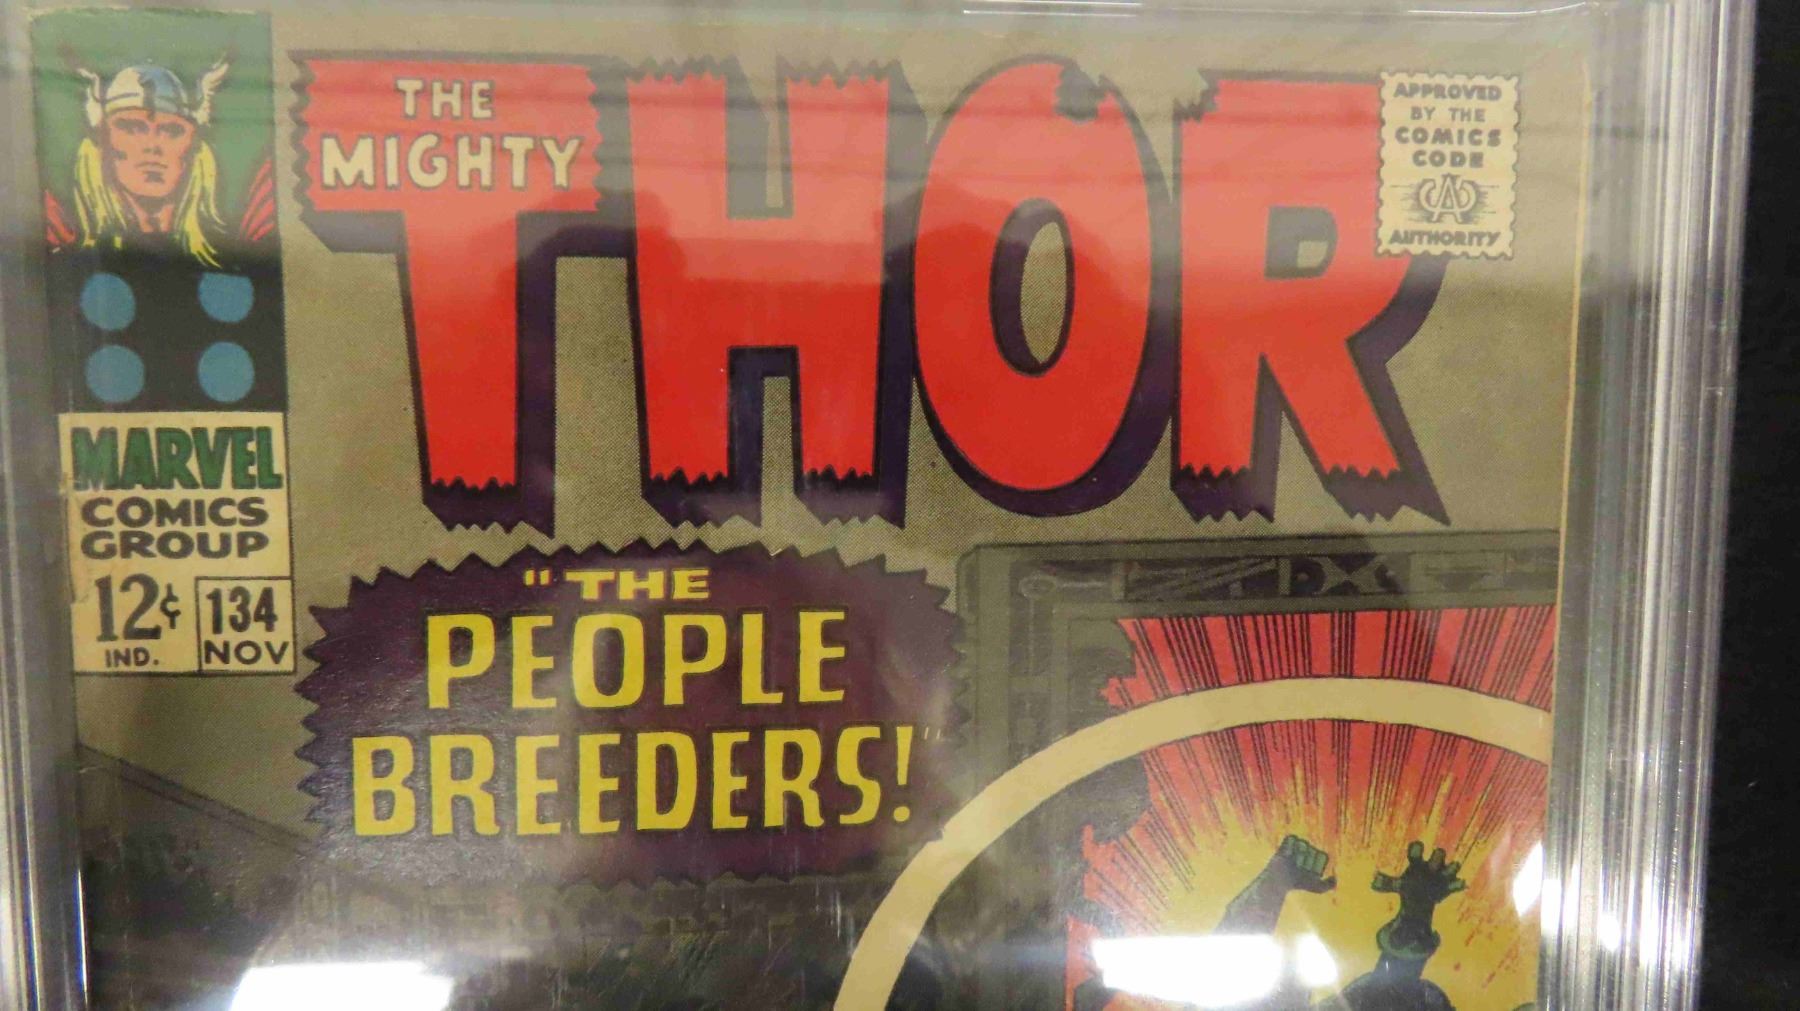 THE
MIGHTY
THOR
APPROVED
BY THE
COMICS
CODE
CA
AUTHORITY
MARVEL
COMICS
GROUP
12¢
IND.
134
NOV
"THE
PEOPLE
BREEDERS!"